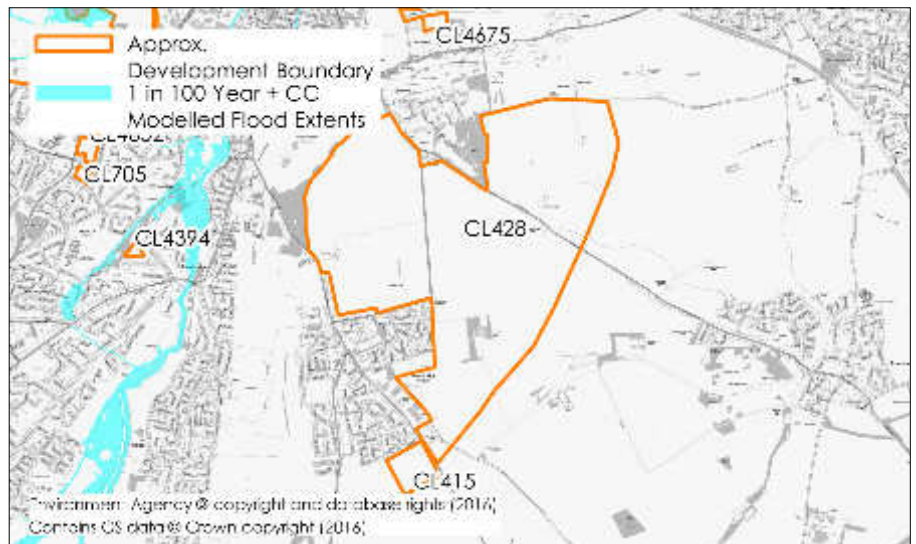 Approx.
Development Boundary
1 in 100 Year + CC
Modelled Flood Extents
CL4675
CL705
CL4394
CL428
CL415
Environment Agency @ copyright and database rights (2016)
Contains OS data @ Crown copyright (2016)